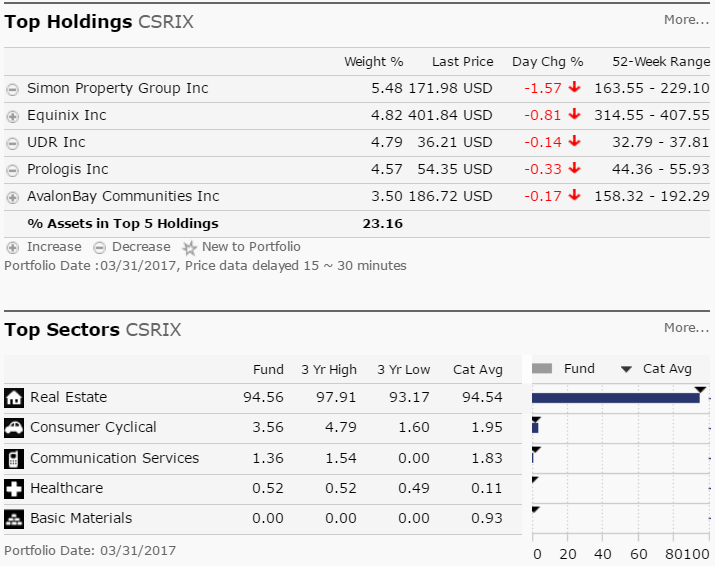 Top Holdings CSRIX More...
Weight % Last Price Day Chg % 52-Week Range
Simon Property Group Inc 5.48 171.98 USD -1.57 163.55 - 229.10
Equinix Inc 4.82 401.84 USD -0.81 314.55 - 407.55
UDR Inc 4.79 36.21 USD -0.14 32.79 - 37.81
Prologis Inc 4.57 54.35 USD -0.33 44.36 - 55.93
AvalonBay Communities Inc 3.50 186.72 USD -0.17 158.32 - 192.29
% Assets in Top 5 Holdings 23.16
Increase Decrease New to Portfolio
Portfolio Date :03/31/2017, Price data delayed 15 ~ 30 minutes
Top Sectors CSRIX More...
Fund 3 Yr High 3 Yr Low Cat Avg Fund Cat Avg
Real Estate 94.56 97.91 93.17 94.54
Consumer Cyclical 3.56 4.79 1.60 1.95
Communication Services 1.36 1.54 0.00 1.83
Healthcare 0.52 0.52 0.49 0.11
Basic Materials 0.00 0.00 0.00 0.93
Portfolio Date: 03/31/2017 0 20 40 60 80100